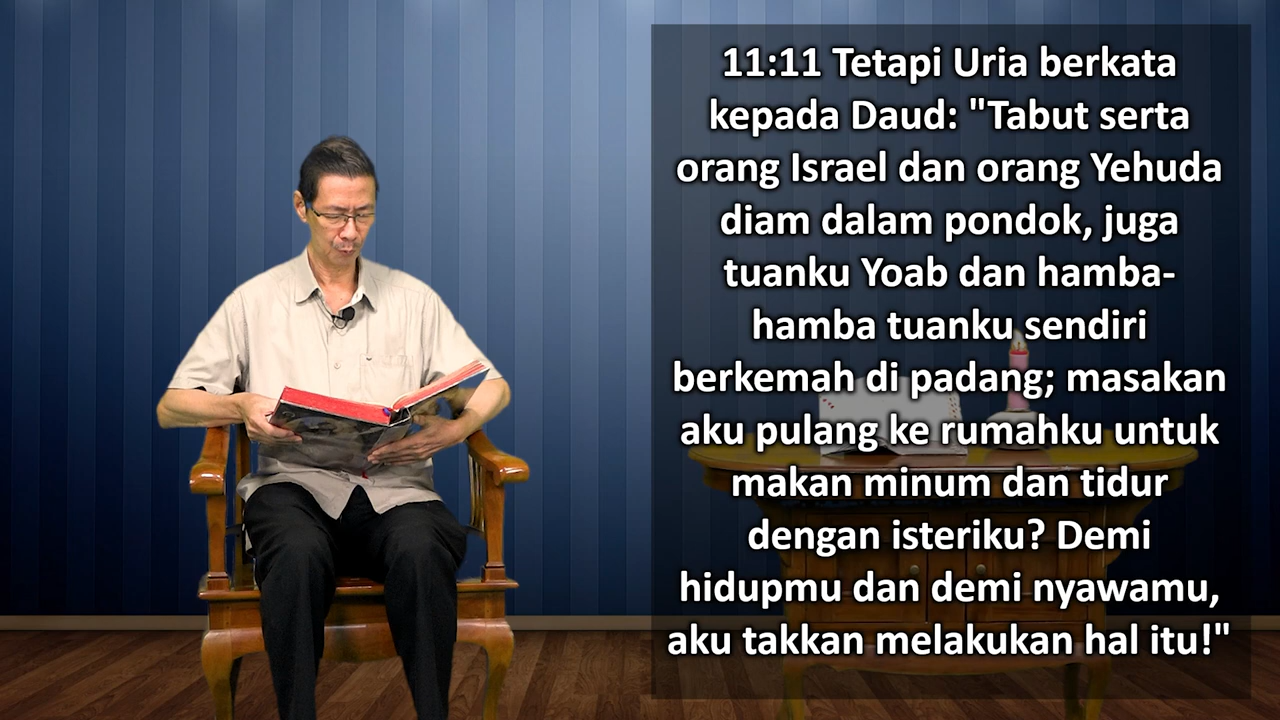 11:11 Tetapi Uria berkata
kepada Daud: "Tabut serta
orang Israel dan orang Yehuda
diam dalam pondok, juga
tuanku Yoab dan hamba-
hamba tuanku sendiri
berkemah di padang; masakan
aku pulang ke rumahku untuk
makan minum dan tidur
dengan isteriku? Demi
hidupmu dan demi nyawamu,
aku takkan melakukan hal itu!"